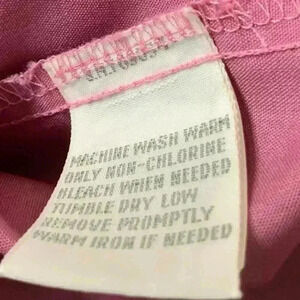 MACHINE WASH WARM
ONLY NON-CHLORINE
BLEACH WHEN NEEDED
TUMBLE DRY LOW
REMOVE PROMPTLY
WARM IRON IF NEEDED